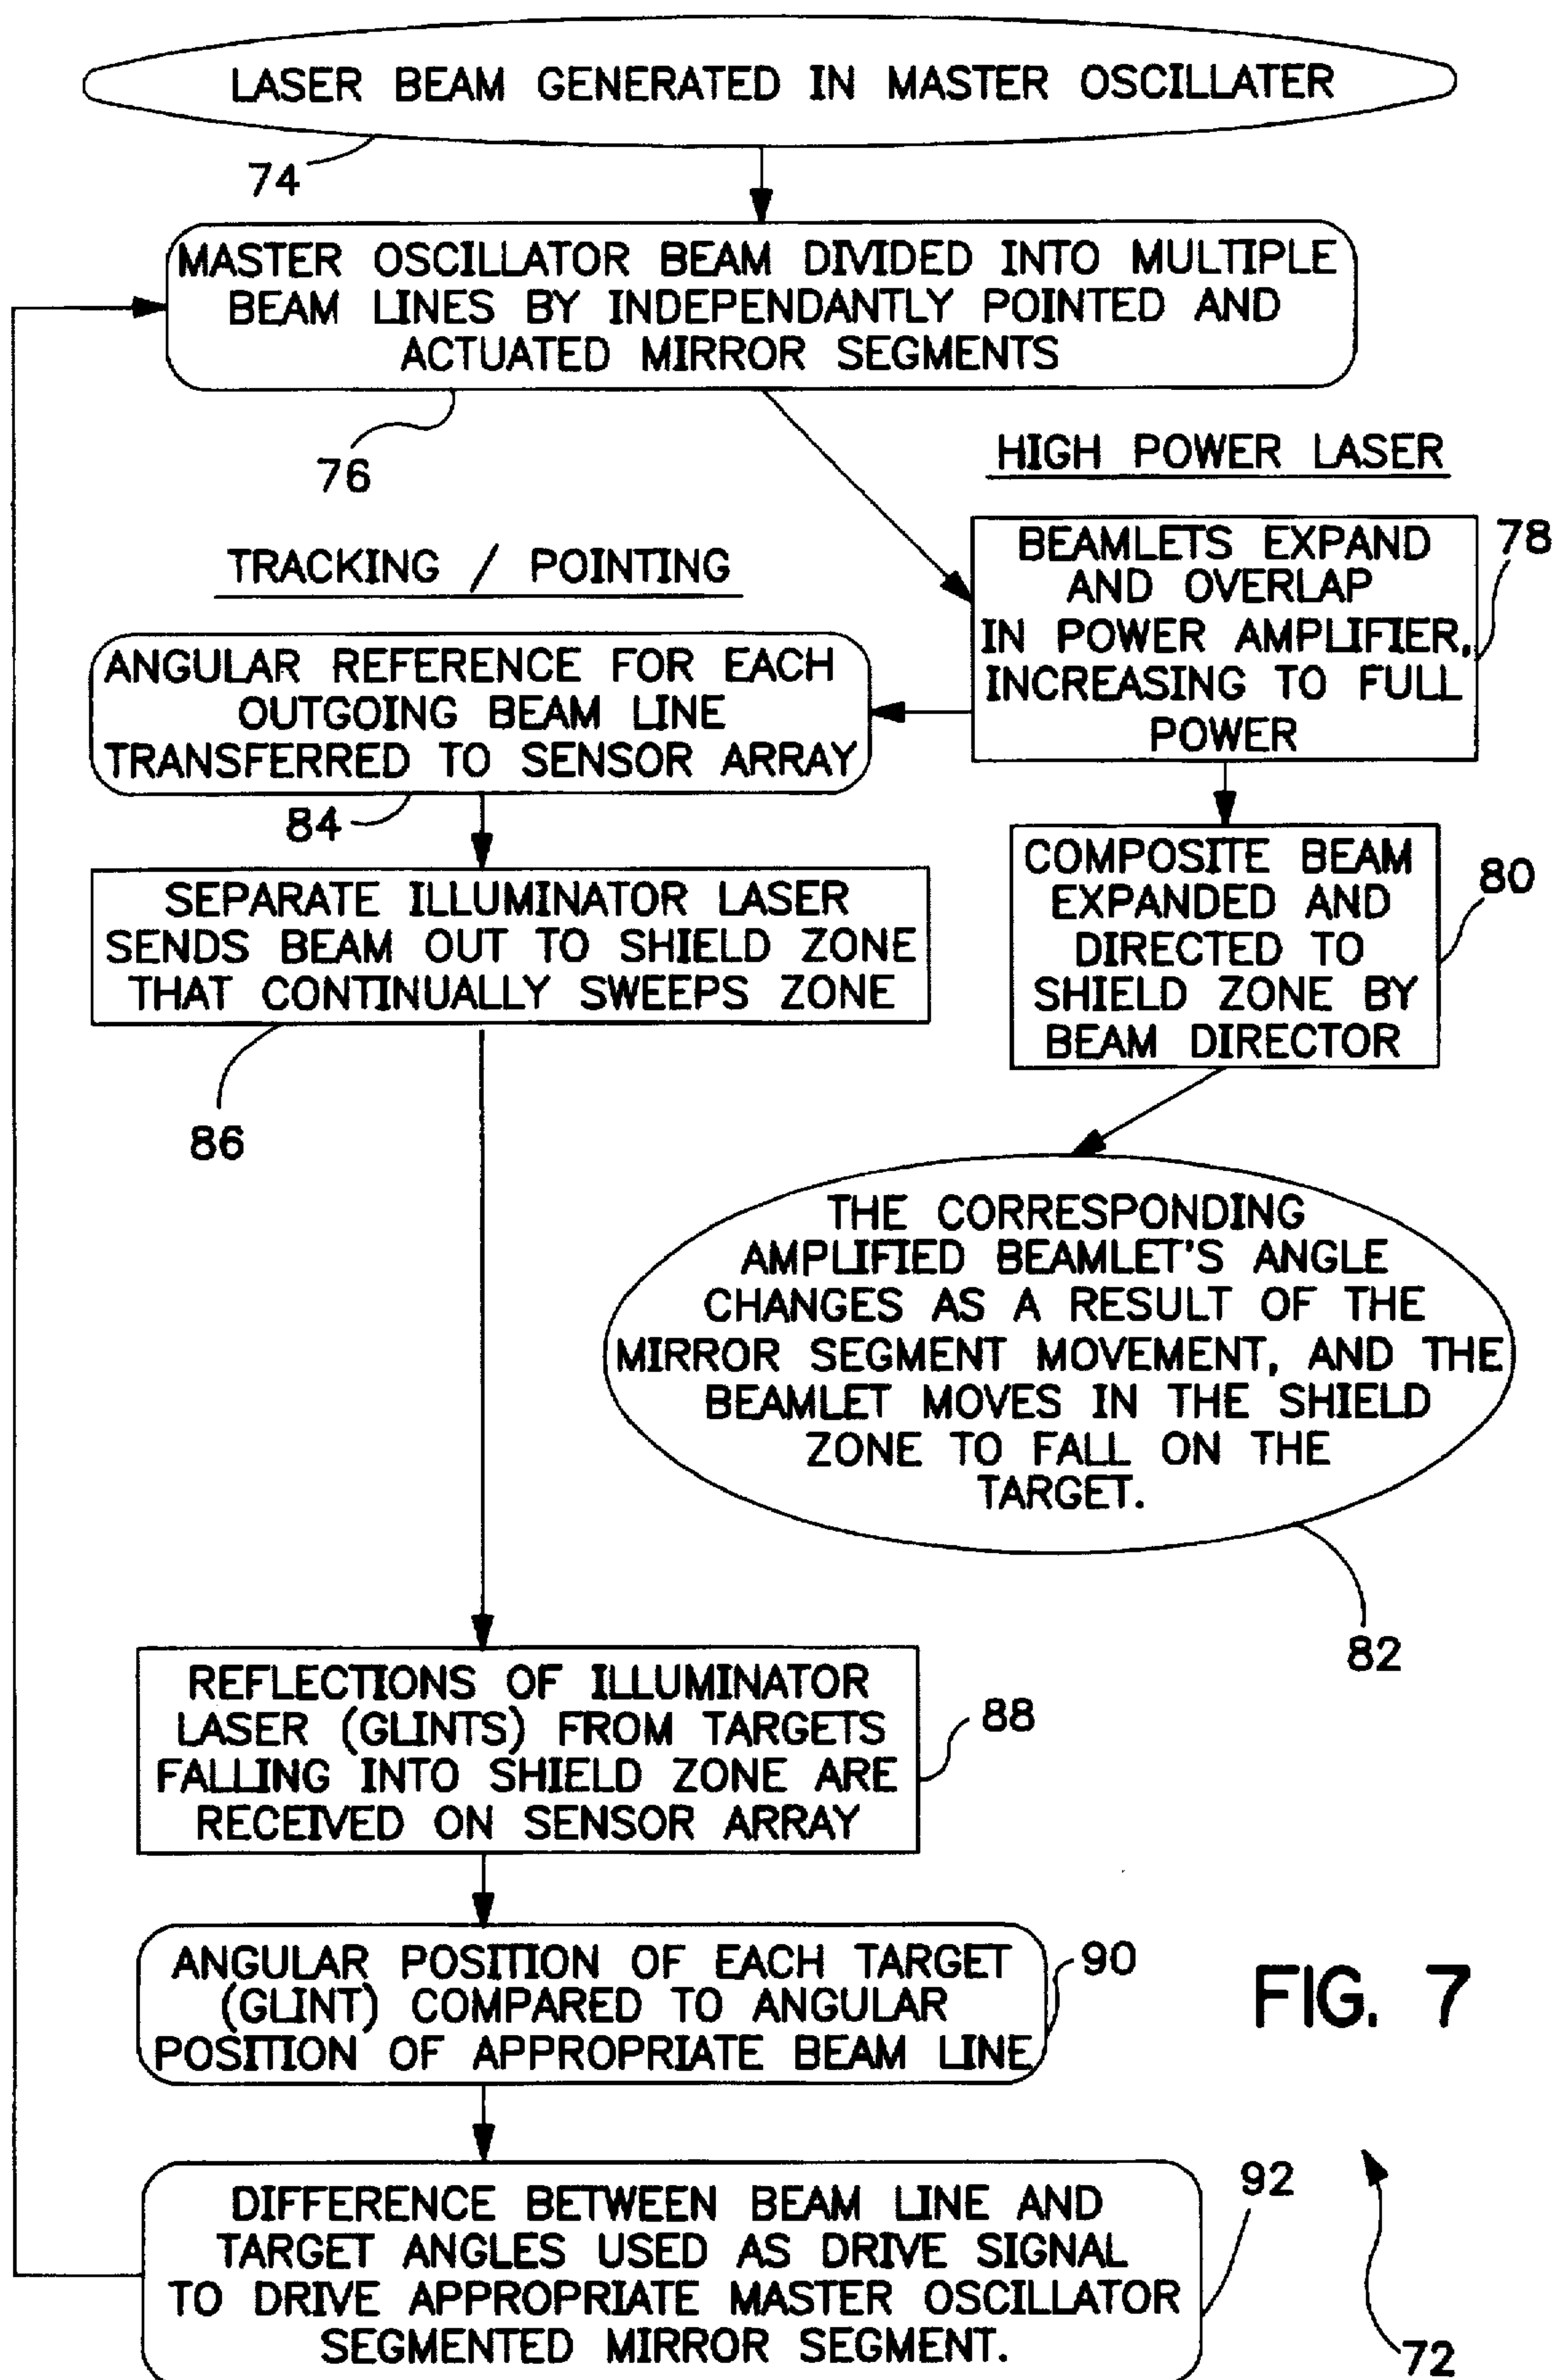 LASER BEAM GENERATED IN MASTER OSCILLATER
74
MASTER OSCILLATOR BEAM DIVIDED INTO MULTIPLE
BEAM LINES BY INDEPENDANTLY POINTED AND
ACTUATED MIRROR SEGMENTS
76
HIGH POWER LASER
BEAMLETS EXPAND
AND OVERLAP
IN POWER AMPLIFIER,
INCREASING TO FULL
POWER
78
TRACKING / POINTING
ANGULAR REFERENCE FOR EACH
OUTGOING BEAM LINE
TRANSFERRED TO SENSOR ARRAY
84
COMPOSITE BEAM
EXPANDED AND
DIRECTED TO
SHIELD ZONE BY
BEAM DIRECTOR
80
SEPARATE ILLUMINATOR LASER
SENDS BEAM OUT TO SHIELD ZONE
THAT CONTINUALLY SWEEPS ZONE
86
THE CORRESPONDING
AMPLIFIED BEAMLET'S ANGLE
CHANGES AS A RESULT OF THE
MIRROR SEGMENT MOVEMENT, AND THE
BEAMLET MOVES IN THE SHIELD
ZONE TO FALL ON THE
TARGET.
82
REFLECTIONS OF ILLUMINATOR
LASER (GLINTS) FROM TARGETS
FALLING INTO SHIELD ZONE ARE
RECEIVED ON SENSOR ARRAY
88
ANGULAR POSITION OF EACH TARGET
(GLINT) COMPARED TO ANGULAR
POSITION OF APPROPRIATE BEAM LINE
90
FIG. 7
DIFFERENCE BETWEEN BEAM LINE AND
TARGET ANGLES USED AS DRIVE SIGNAL
TO DRIVE APPROPRIATE MASTER OSCILLATOR
SEGMENTED MIRROR SEGMENT.
92
72